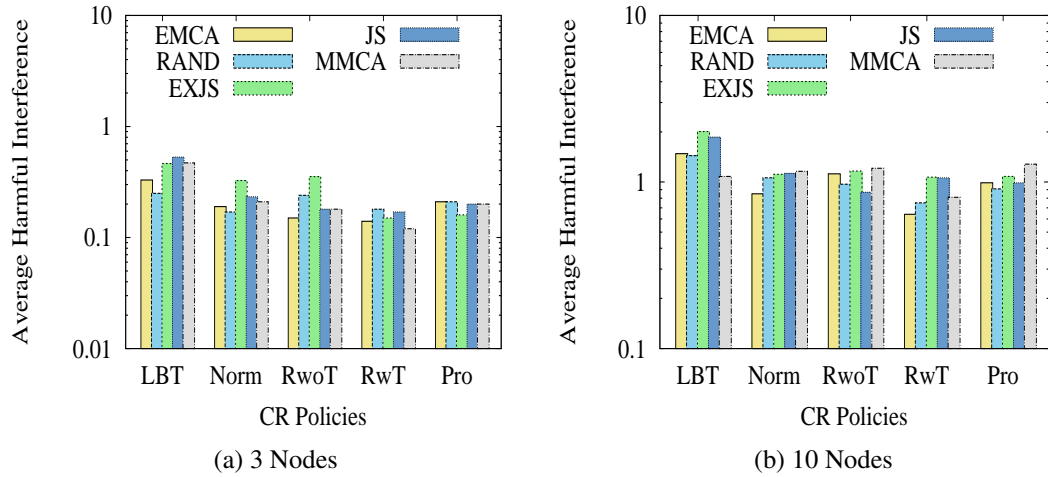 Average Harmful Interference
10
1
0.1
0.01
EMCA
RAND
EXJS
JS
MMCA
LBT Norm RwoT RwT Pro
CR Policies
(a) 3 Nodes
Average Harmful Interference
10
1
0.1
EMCA
RAND
EXJS
JS
MMCA
LBT Norm RwoT RwT Pro
CR Policies
(b) 10 Nodes